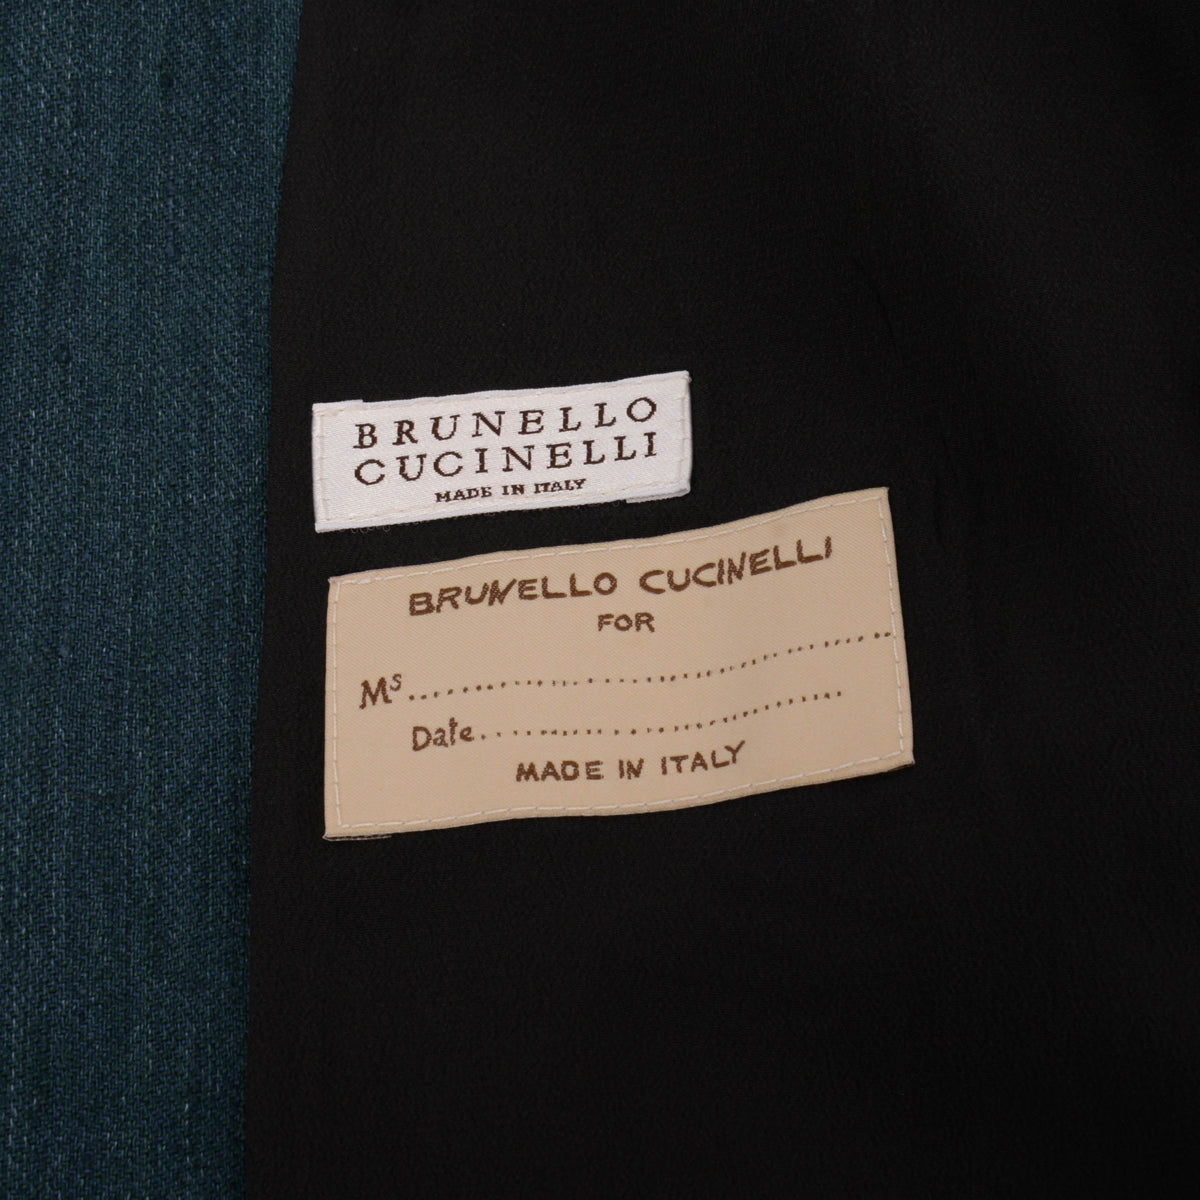 BRUNELLO
CUCINELLI
MADE IN ITALY
BRUNELLO CUCINELLI
FOR
Ms..............................................
Date....................................
MADE IN ITALY